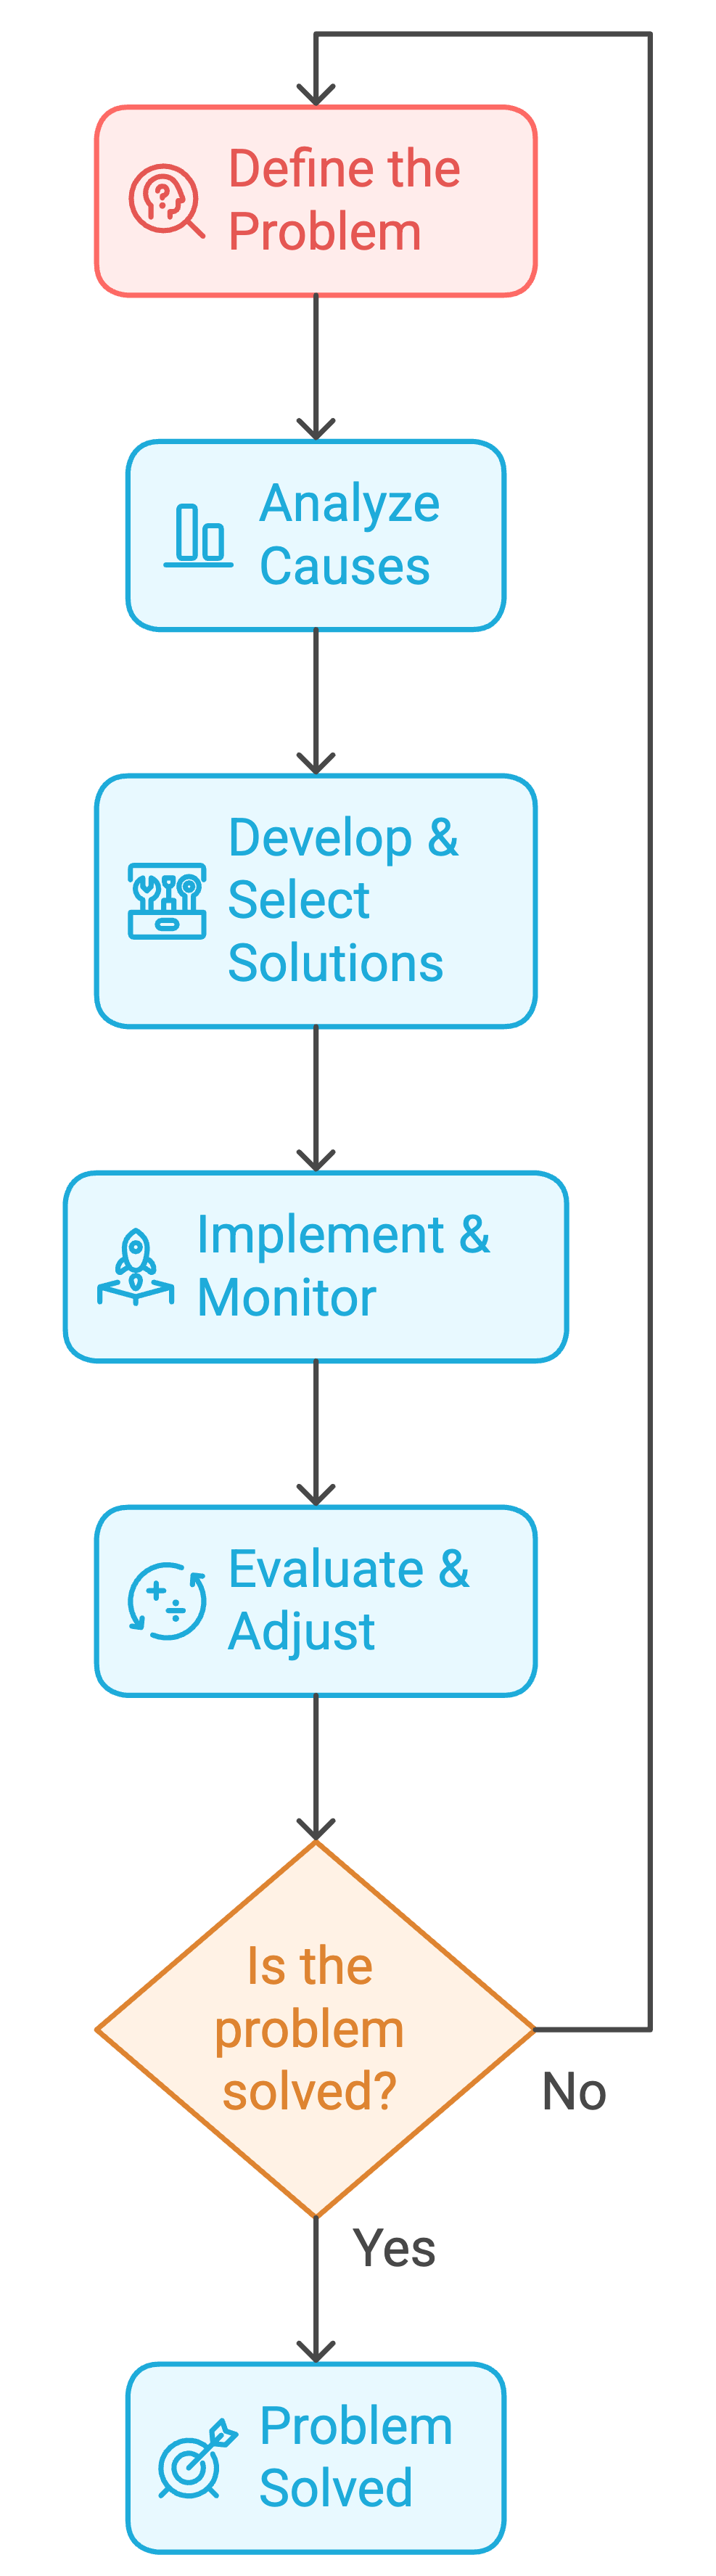 Define the
Problem
Analyze
Causes
Develop &
Select
Solutions
Implement &
Monitor
Evaluate &
Adjust
Is the
problem
solved?
No
Yes
Problem
Solved